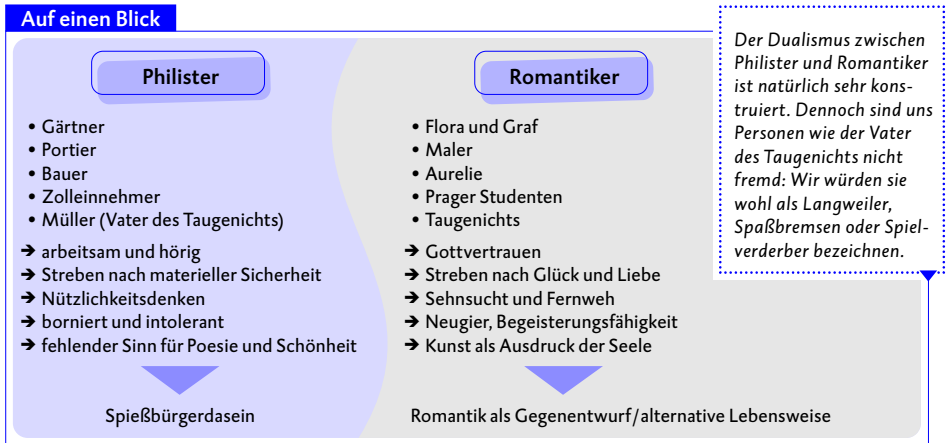 Auf einen Blick
Philister
• Gärtner
• Portier
• Bauer
• Zolleinnehmer
• Müller (Vater des Taugenichts)
➔ arbeitsam und hörig
➔ Streben nach materieller Sicherheit
➔ Nützlichkeitsdenken
➔ borniert und intolerant
➔ fehlender Sinn für Poesie und Schönheit
Spießbürgerdasein
Romantiker
• Flora und Graf
• Maler
• Aurelie
• Prager Studenten
• Taugenichts
➔ Gottvertrauen
➔ Streben nach Glück und Liebe
➔ Sehnsucht und Fernweh
➔ Neugier, Begeisterungsfähigkeit
➔ Kunst als Ausdruck der Seele
Romantik als Gegenentwurf/alternative Lebensweise
Der Dualismus zwischen
Philister und Romantiker
ist natürlich sehr kons-
truiert. Dennoch sind uns
Personen wie der Vater
des Taugenichts nicht
fremd: Wir würden sie
wohl als Langweiler,
Spaßbremsen oder Spiel-
verderber bezeichnen.